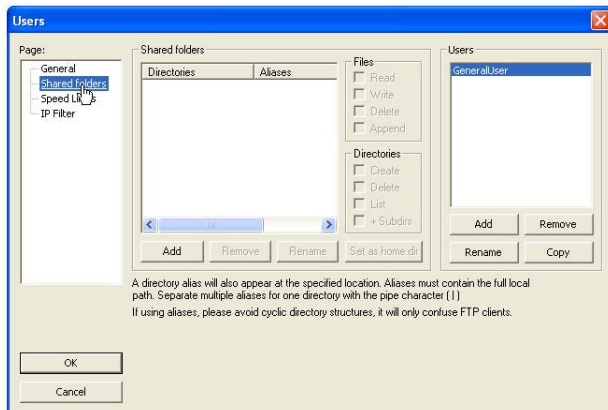 Users
Page:
General
Shared folders
Speed Limits
IP Filter
Shared folders
Directories Aliases
Files
Read
Write
Delete
Append
Directories
Create
Delete
List
+ Subdirs
Add Remove Rename Set as home dir
Users
GeneralUser
Add Remove
Rename Copy
A directory alias will also appear at the specified location. Aliases must contain the full local
path. Separate multiple aliases for one directory with the pipe character ( | )
If using aliases, please avoid cyclic directory structures, it will only confuse FTP clients.
OK
Cancel